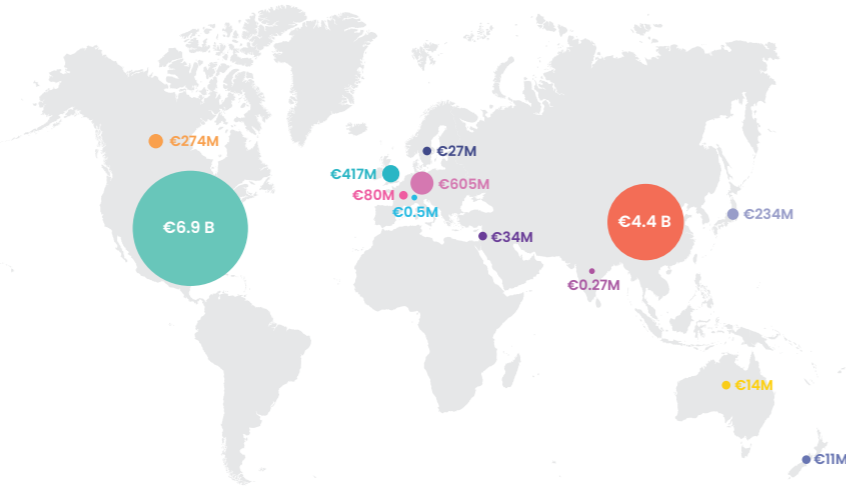 €274M
€27M
€417M
€605M
€80M
€0.5M
€6.9 B
€4.4 B
€234M
€34M
€0.27M
€14M
€11M